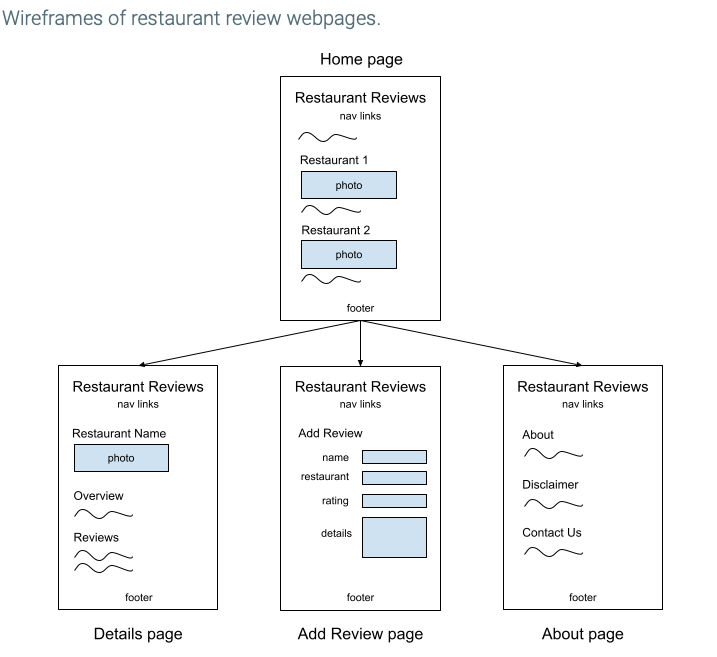 Wireframes of restaurant review webpages.
Home page
Restaurant Reviews
nav links
Restaurant 1
photo
Restaurant 2
photo
footer
Restaurant Reviews
nav links
Restaurant Name
photo
Overview
Reviews
footer
Details page
Restaurant Reviews
nav links
Add Review
name
restaurant
rating
details
footer
Add Review page
Restaurant Reviews
nav links
About
Disclaimer
Contact Us
footer
About page